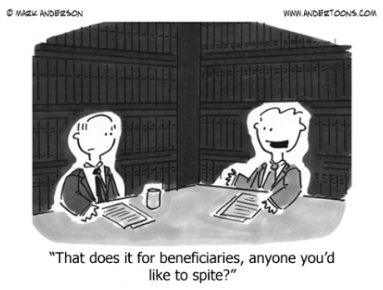 © MARK ANDERSON
WWW.ANDERTOONS.COM
“That does it for beneficiaries, anyone you’d
like to spite?”